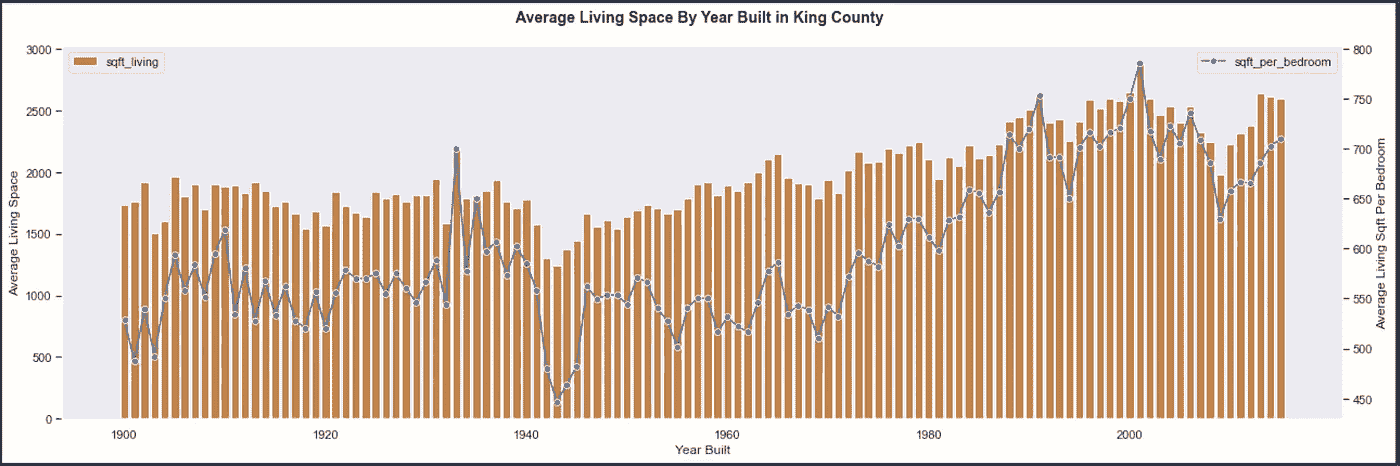 Average Living Space By Year Built in King County
sqft_living
sqft_per_bedroom
Average Living Space
3000
2500
2000
1500
1000
500
0
800
750
700
650
600
550
500
450
Average Living Sqft Per Bedroom
1900 1920 1940 1960 1980 2000
Year Built